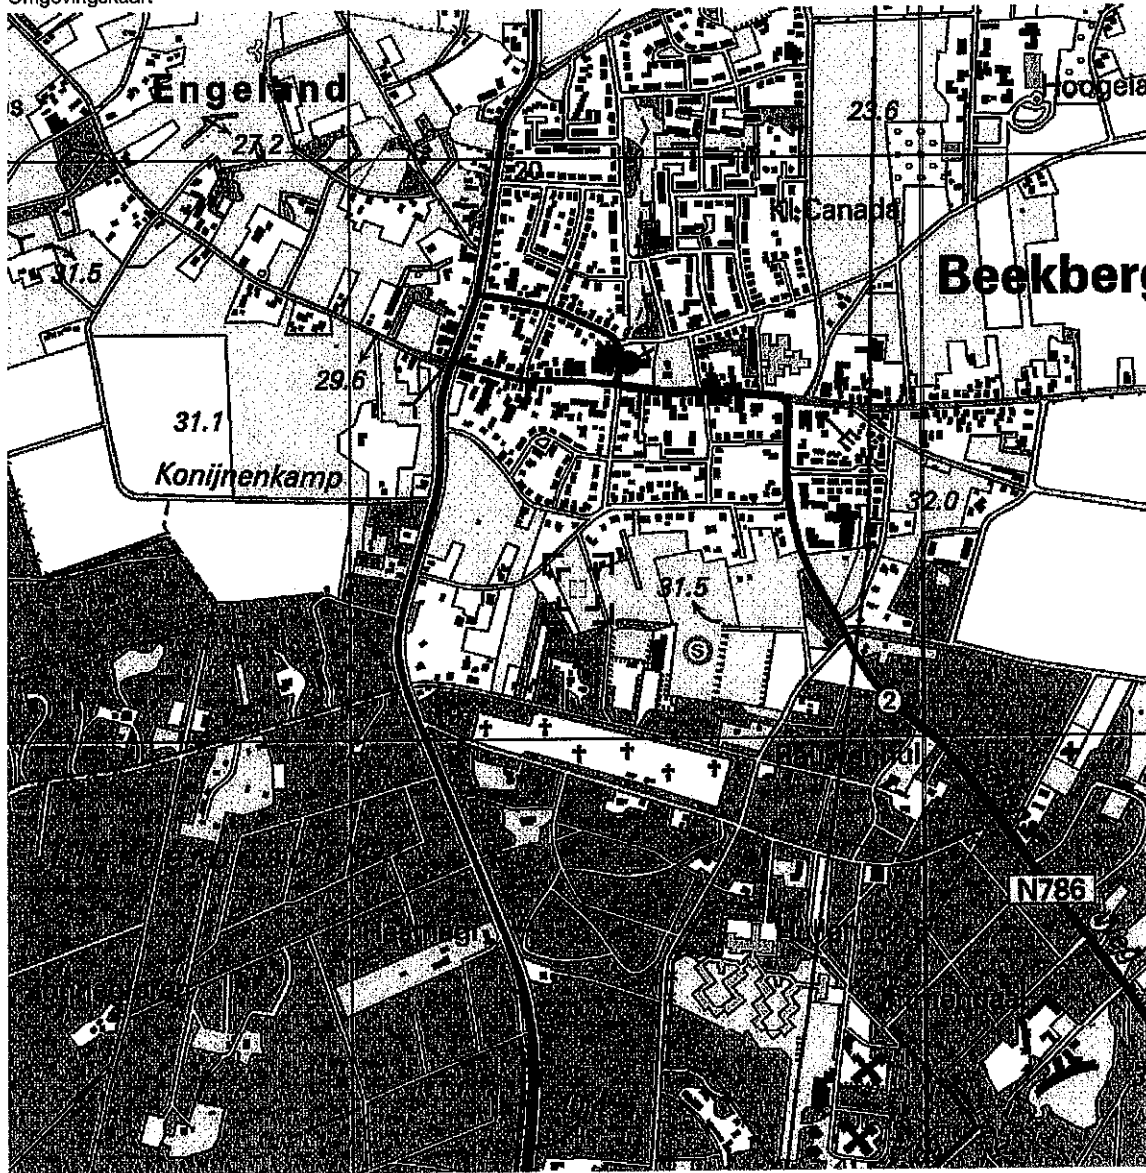 Omgevingskaart
Engeland
Hoogela
23.6
27.2
20
Kl. Canada
31.5
Beekberg
29.6
31.1
Konijnenkamp
32.0
31.5
S
2
N786